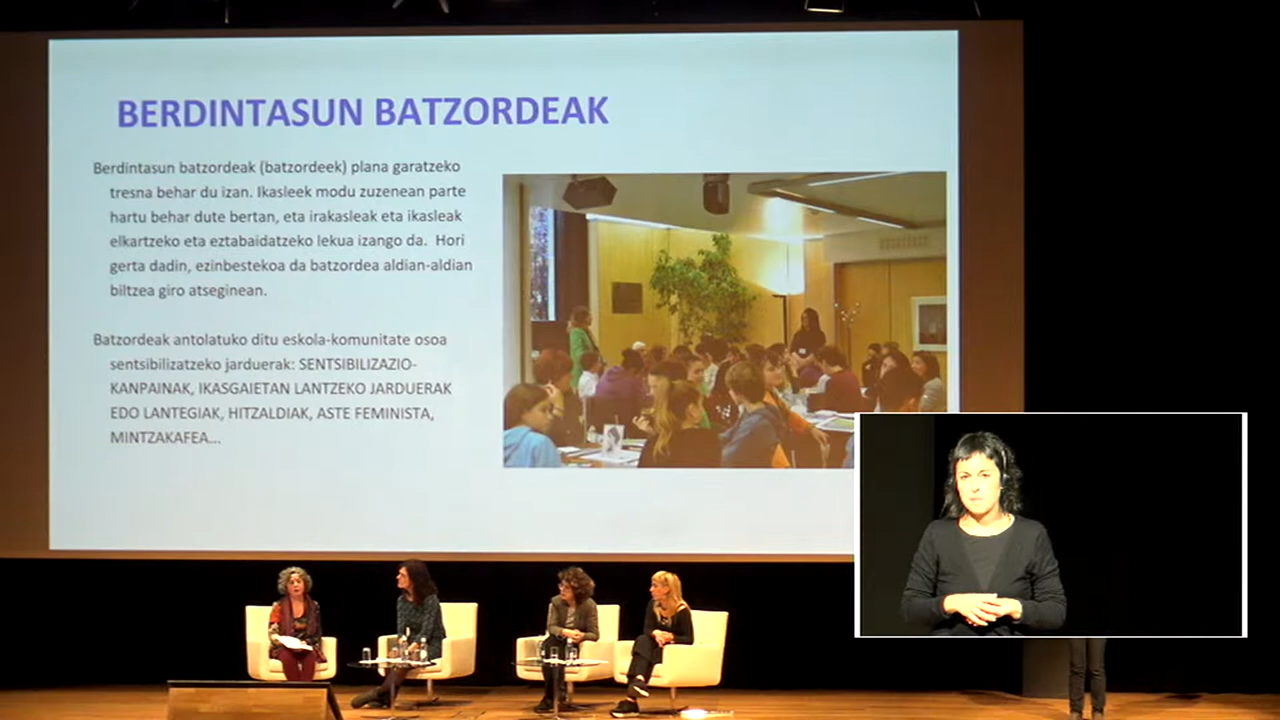 BERDINTASUN BATZORDEAK
Berdintasun batzordeak (batzordeek) plana garatzeko
tresna behar du izan. Ikasleek modu zuzenean parte
hartu behar dute bertan, eta irakasleak eta ikasleak
elkartzeko eta eztabaidatzeko lekua izango da. Hori
gerta dadin, ezinbestekoa da batzordea aldian-aldian
biltzea giro atseginean.
Batzordeak antolatuko ditu eskola-komunitate osoa
sentsibilizatzeko jarduerak: SENTSIBILIZAZIO-
KANPAINAK, IKASGAIETAN LANTZEKO JARDUERAK
EDO LANTEGIAK, HITZALDIAK, ASTE FEMINISTA,
MINTZAKAFEA...